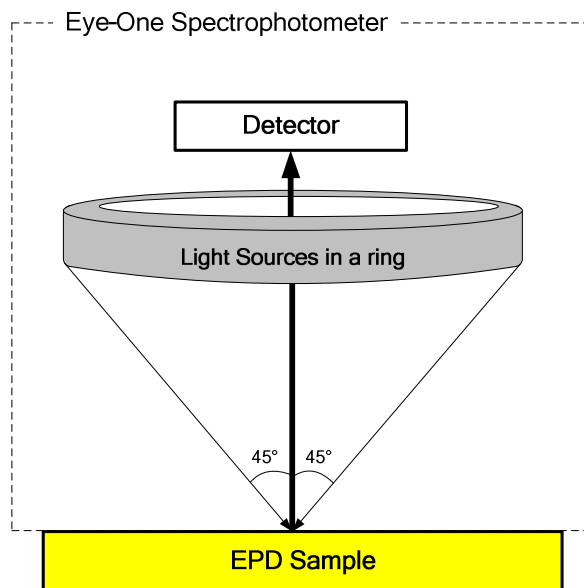 Eye-One Spectrophotometer
Detector
Light Sources in a ring
45° 45°
EPD Sample